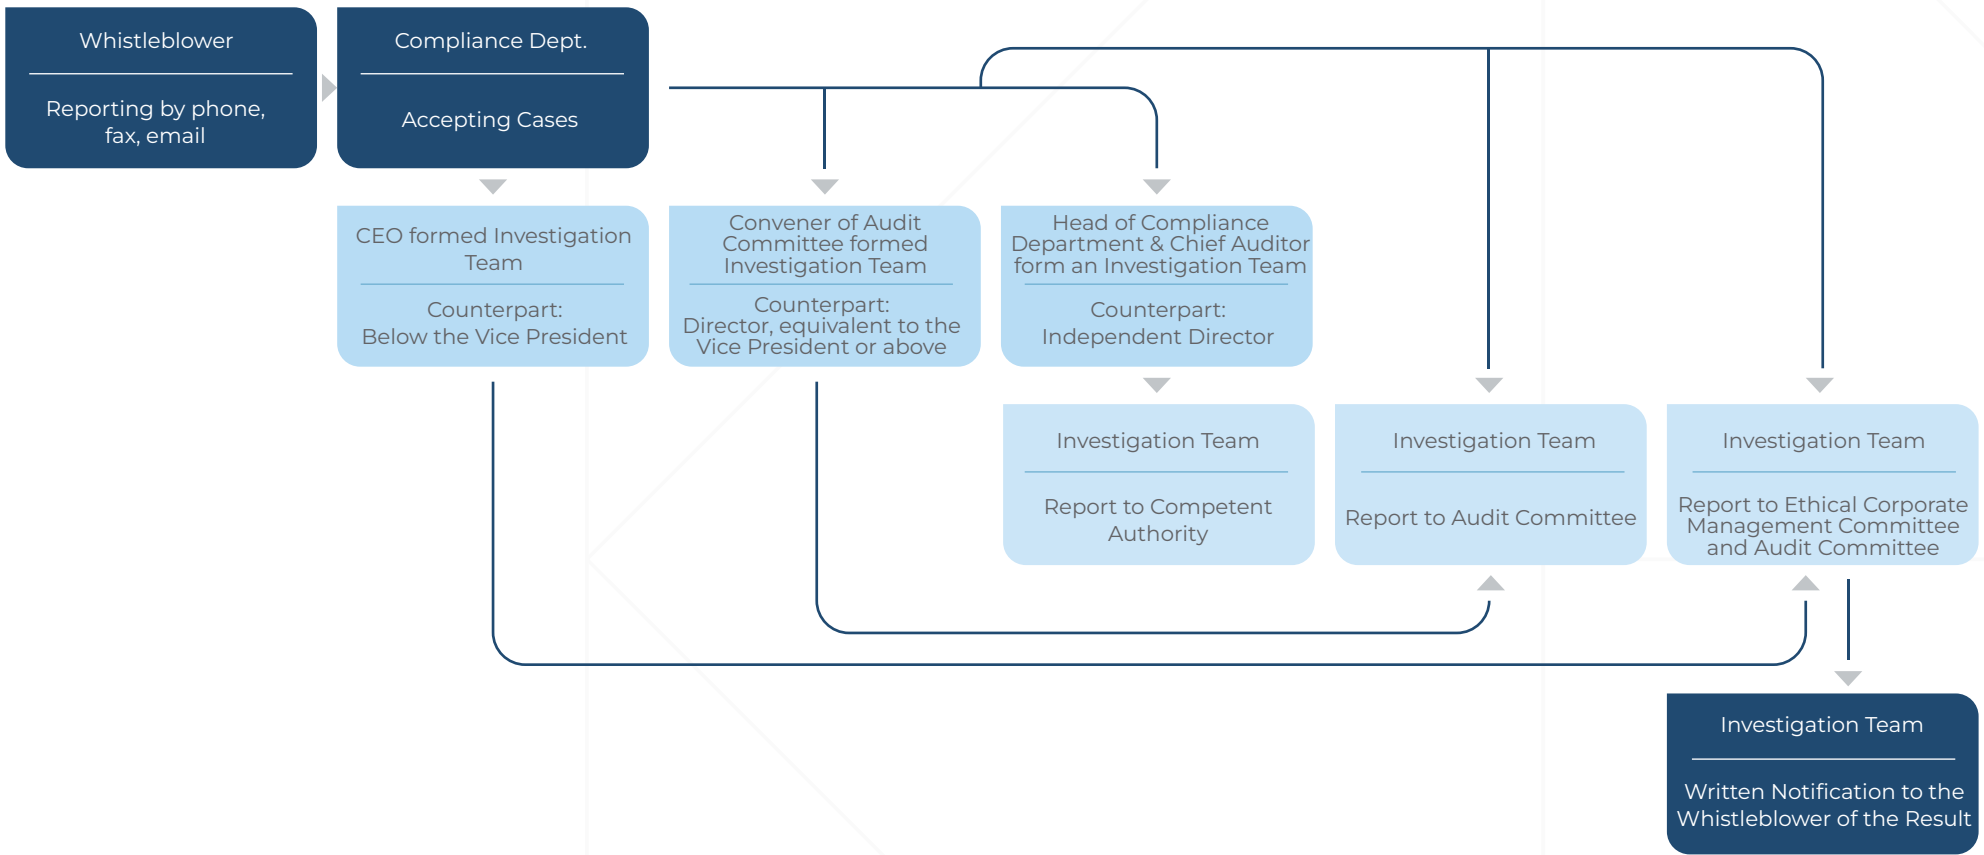 Whistleblower
Reporting by phone,
fax, email
Compliance Dept.
Accepting Cases
CEO formed Investigation
Team
Counterpart:
Below the Vice President
Convener of Audit
Committee formed
Investigation Team
Counterpart:
Director, equivalent to the
Vice President or above
Head of Compliance
Department & Chief Auditor
form an Investigation Team
Counterpart:
Independent Director
Investigation Team
Report to Competent
Authority
Investigation Team
Report to Audit Committee
Investigation Team
Report to Ethical Corporate
Management Committee
and Audit Committee
Investigation Team
Written Notification to the
Whistleblower of the Result